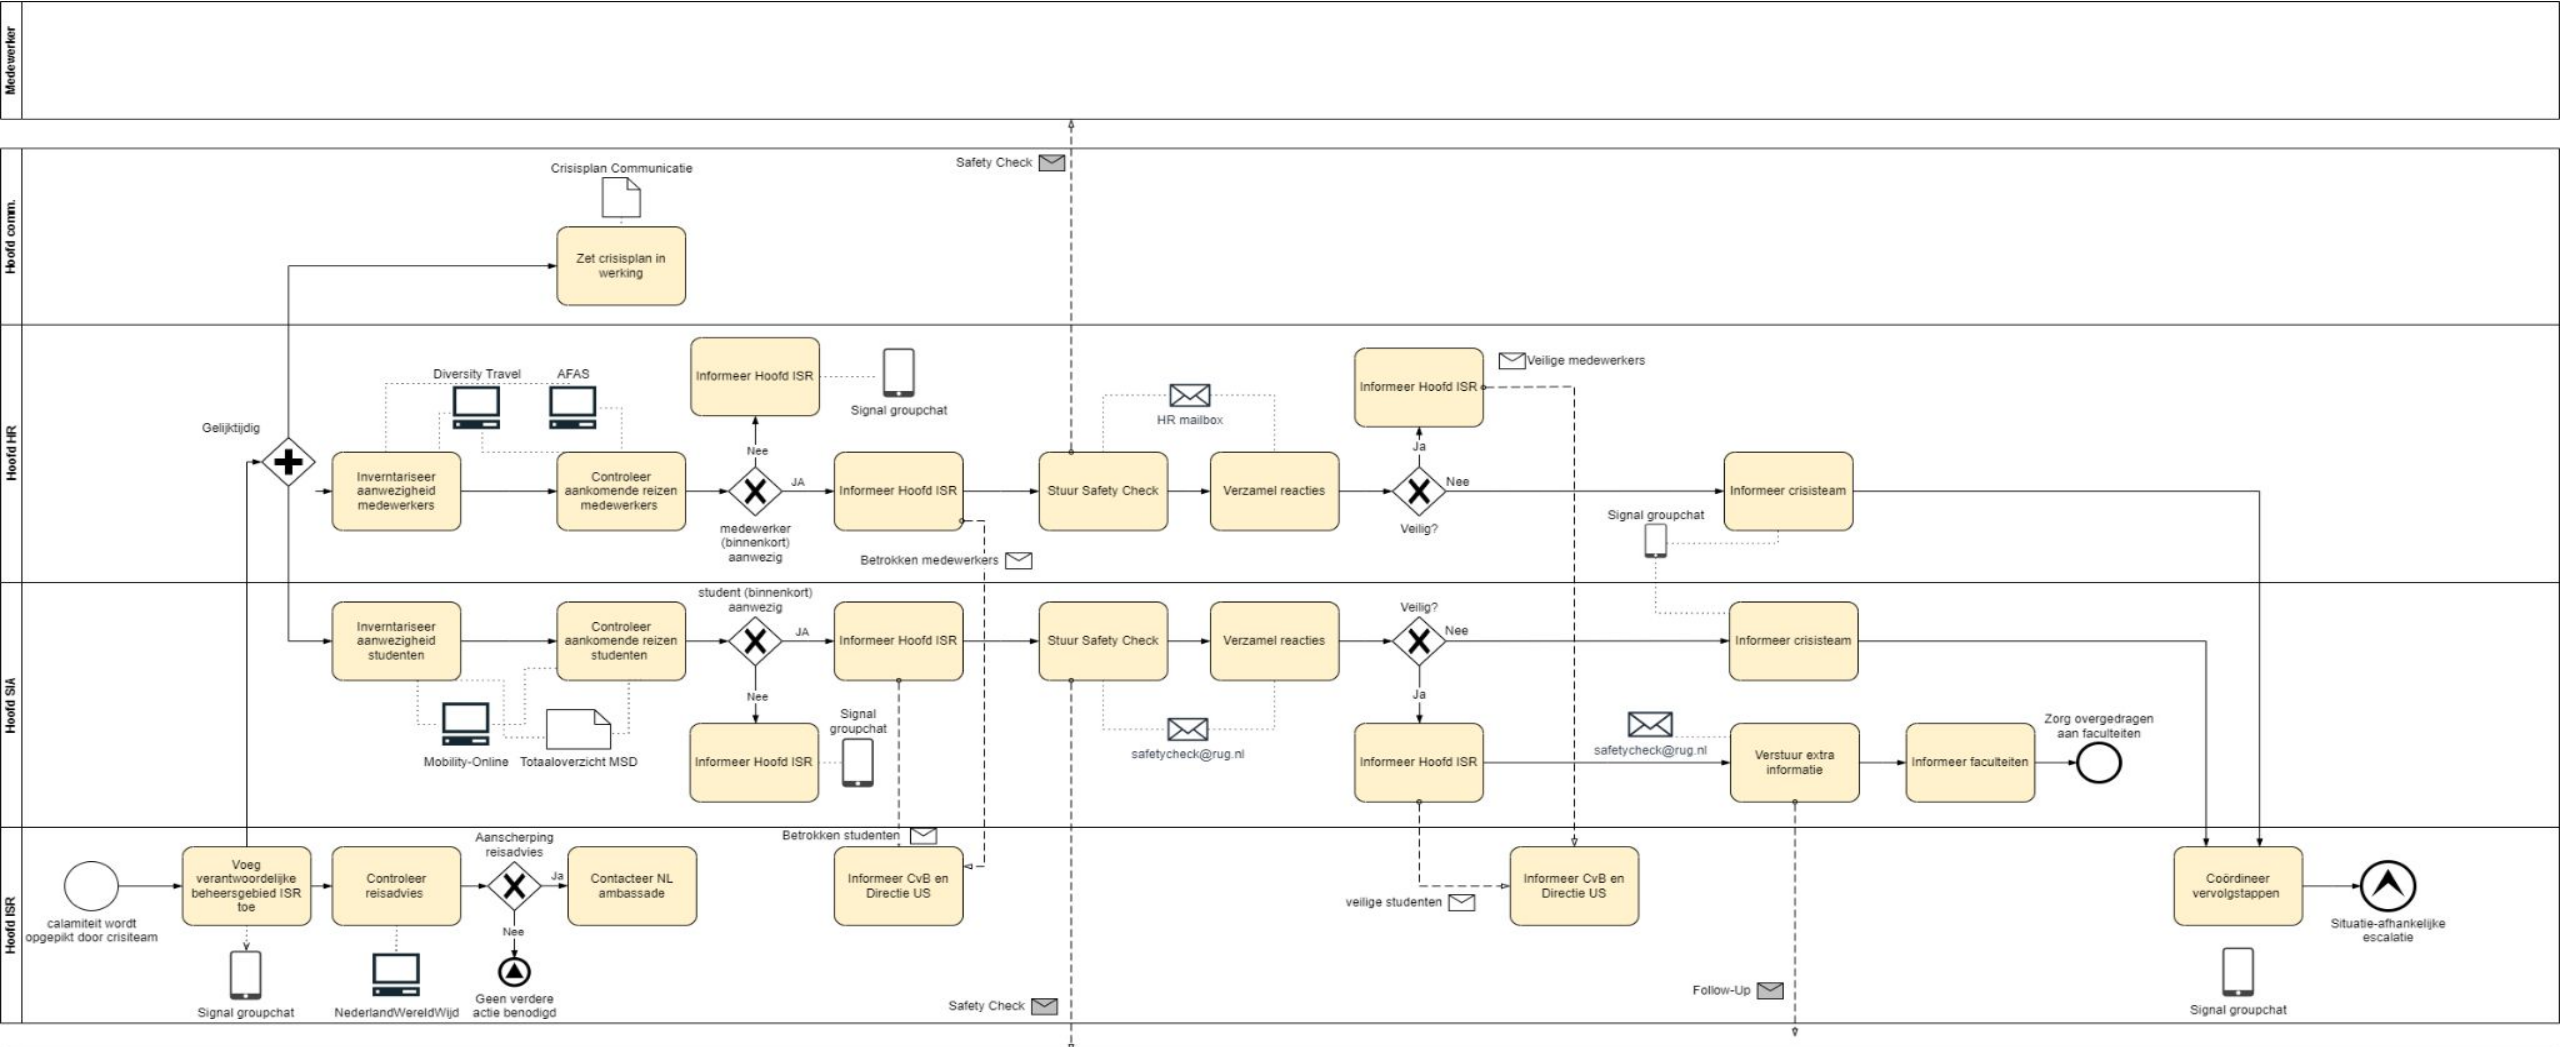 Medewerker
Safety Check
Hoofd comm.
Crisisplan Communicatie
Zet crisisplan in
werking
Hoofd HR
Gelijktijdig
Diversity Travel
AFAS
Inverntariseer
aanwezigheid
medewerkers
Controleer
aankomende reizen
medewerkers
Informeer Hoofd ISR
Signal groupchat
Nee
JA
medewerker
(binnenkort)
aanwezig
Informeer Hoofd ISR
Betrokken medewerkers
Stuur Safety Check
HR mailbox
Verzamel reacties
Informeer Hoofd ISR
Veilige medewerkers
Ja
Nee
Veilig?
Signal groupchat
Informeer crisisteam
Hoofd SIA
Inverntariseer
aanwezigheid
studenten
Controleer
aankomende reizen
studenten
Mobility-Online
Totaaloverzicht MSD
student (binnenkort)
aanwezig
JA
Nee
Informeer Hoofd ISR
Signal
groupchat
Informeer Hoofd ISR
Stuur Safety Check
Verzamel reacties
safetycheck@rug.nl
Veilig?
Nee
Ja
Informeer crisisteam
Informeer Hoofd ISR
safetycheck@rug.nl
Verstuur extra
informatie
Informeer faculteiten
Zorg overgedragen
aan faculteiten
Hoofd ISR
calamiteit wordt
opgepikt door crisiteam
Voeg
verantwoordelijke
beheersgebied ISR
toe
Signal groupchat
Controleer
reisadvies
NederlandWereldWijd
Aanscherping
reisadvies
Ja
Nee
Geen verdere
actie benodigd
Contacteer NL
ambassade
Betrokken studenten
Informeer CvB en
Directie US
Safety Check
veilige studenten
Informeer CvB en
Directie US
Follow-Up
Coördineer
vervolgstappen
Signal groupchat
Situatie-afhankelijke
escalatie